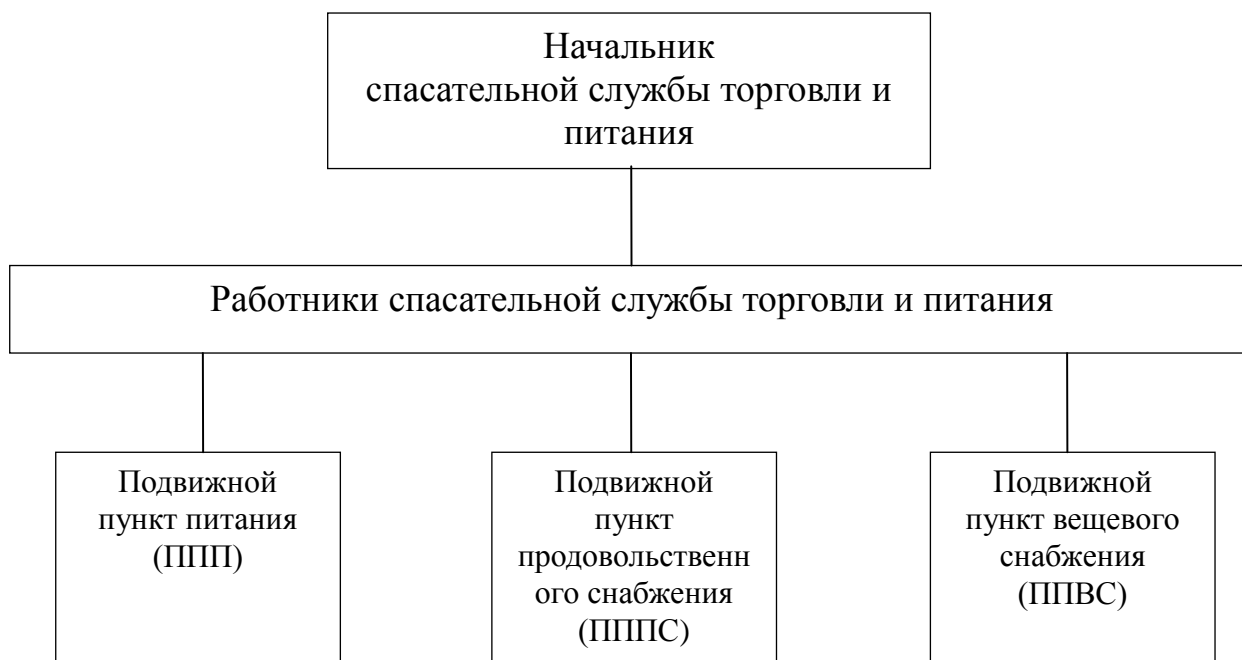 Начальник
спасательной службы торговли и
питания
Работники спасательной службы торговли и питания
Подвижной
пункт питания
(ППП)
Подвижной
пункт
продовольственн
ого снабжения
(ПППС)
Подвижной
пункт вещевого
снабжения
(ППВС)